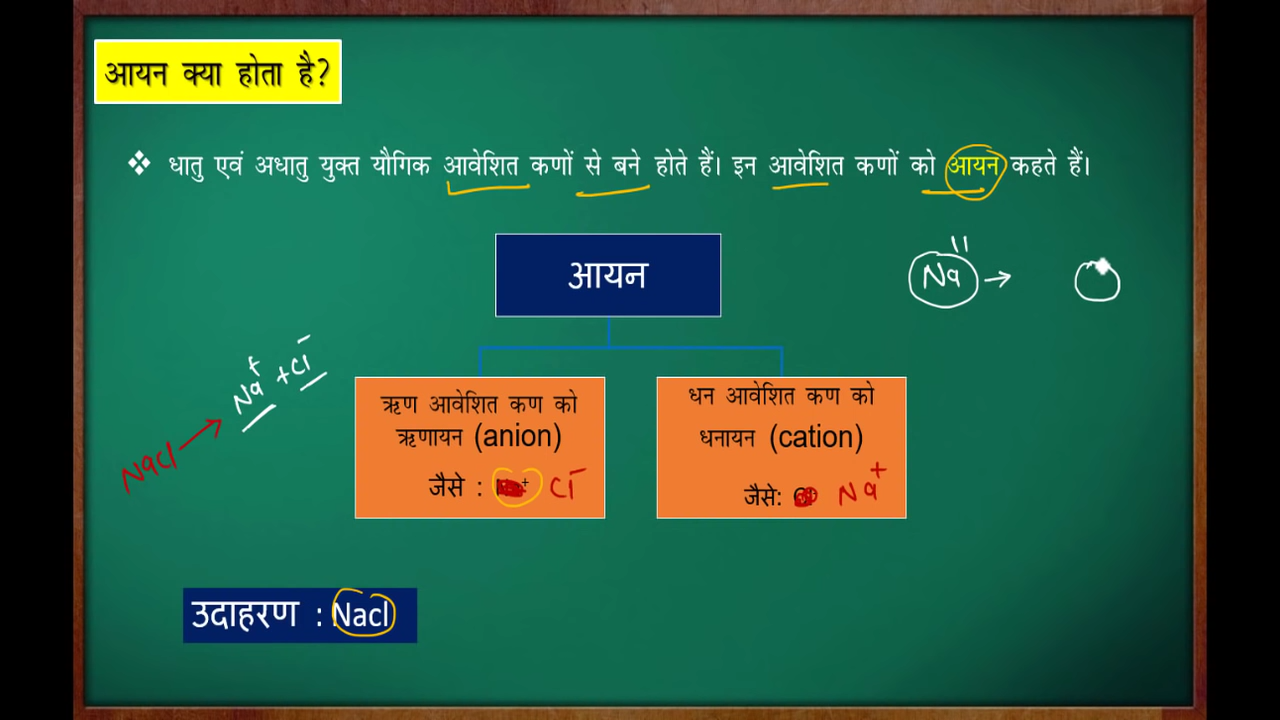 आयन क्या होता है?
❖ धातु एवं अधातु युक्त यौगिक आवेशित कणों से बने होते हैं। इन आवेशित कणों को आयन कहते हैं।
आयन
Na 11 →
NaCl → Na+ + Cl-
ऋण आवेशित कण को
ऋणायन (anion)
जैसे : + Cl-
धन आवेशित कण को
धनायन (cation)
जैसे: Na+
उदाहरण : Nacl